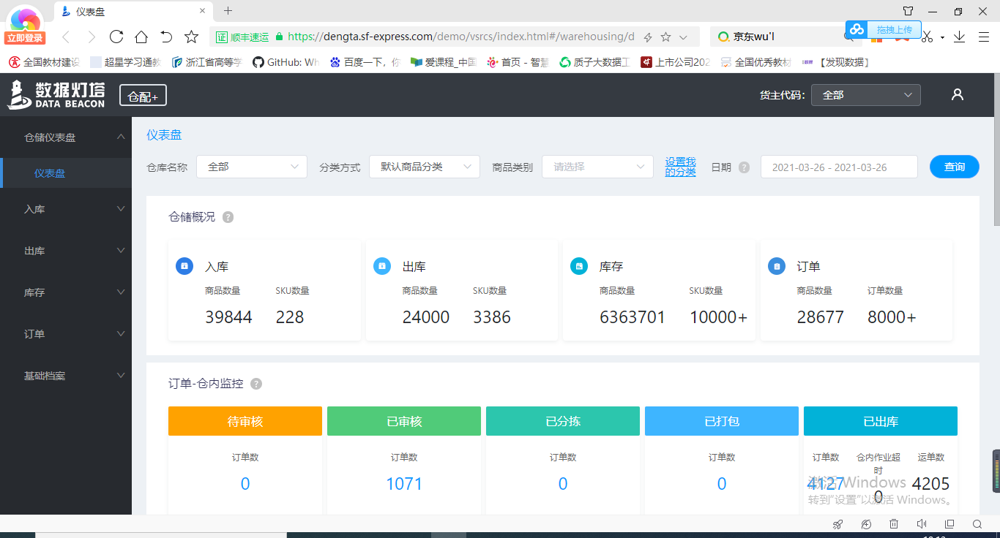 仪表盘
立即登录
证 顺丰速运 https://dengta.sf-express.com/demo/vsrcs/index.html#/warehousing/d
京东wu'l
拖拽上传
全国教材建设
超星学习通教
浙江省高等学
GitHub: Wh
百度一下，你
爱课程_中国
首页 - 智慧
质子大数据工
上市公司202
全国优秀教材
【发现数据】
数据灯塔
DATA BEACON
仓配+
货主代码:
全部
仓储仪表盘
仪表盘
入库
出库
库存
订单
基础档案
仪表盘
仓库名称 全部 分类方式 默认商品分类 商品类别 请选择 设置我
的分类
日期 ? 2021-03-26 - 2021-03-26 查询
仓储概况 ?
入库
商品数量 SKU数量
39844 228
出库
商品数量 SKU数量
24000 3386
库存
商品数量 SKU数量
6363701 10000+
订单
商品数量 订单数量
28677 8000+
订单-仓内监控 ?
待审核
订单数
0
已审核
订单数
1071
已分拣
订单数
0
已打包
订单数
0
已出库
订单数 仓内作业超
时
运单数
4127 0 4205
激活 Windows
转到"设置"以激活 Windows。